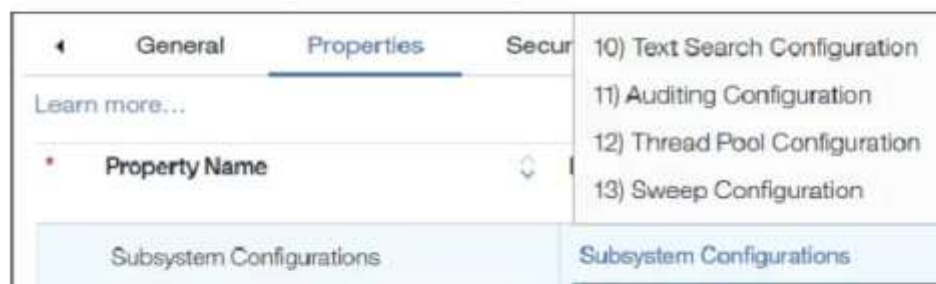 General Properties Secur
10) Text Search Configuration
Learn more...
11) Auditing Configuration
12) Thread Pool Configuration
* Property Name
13) Sweep Configuration
Subsystem Configurations Subsystem Configurations